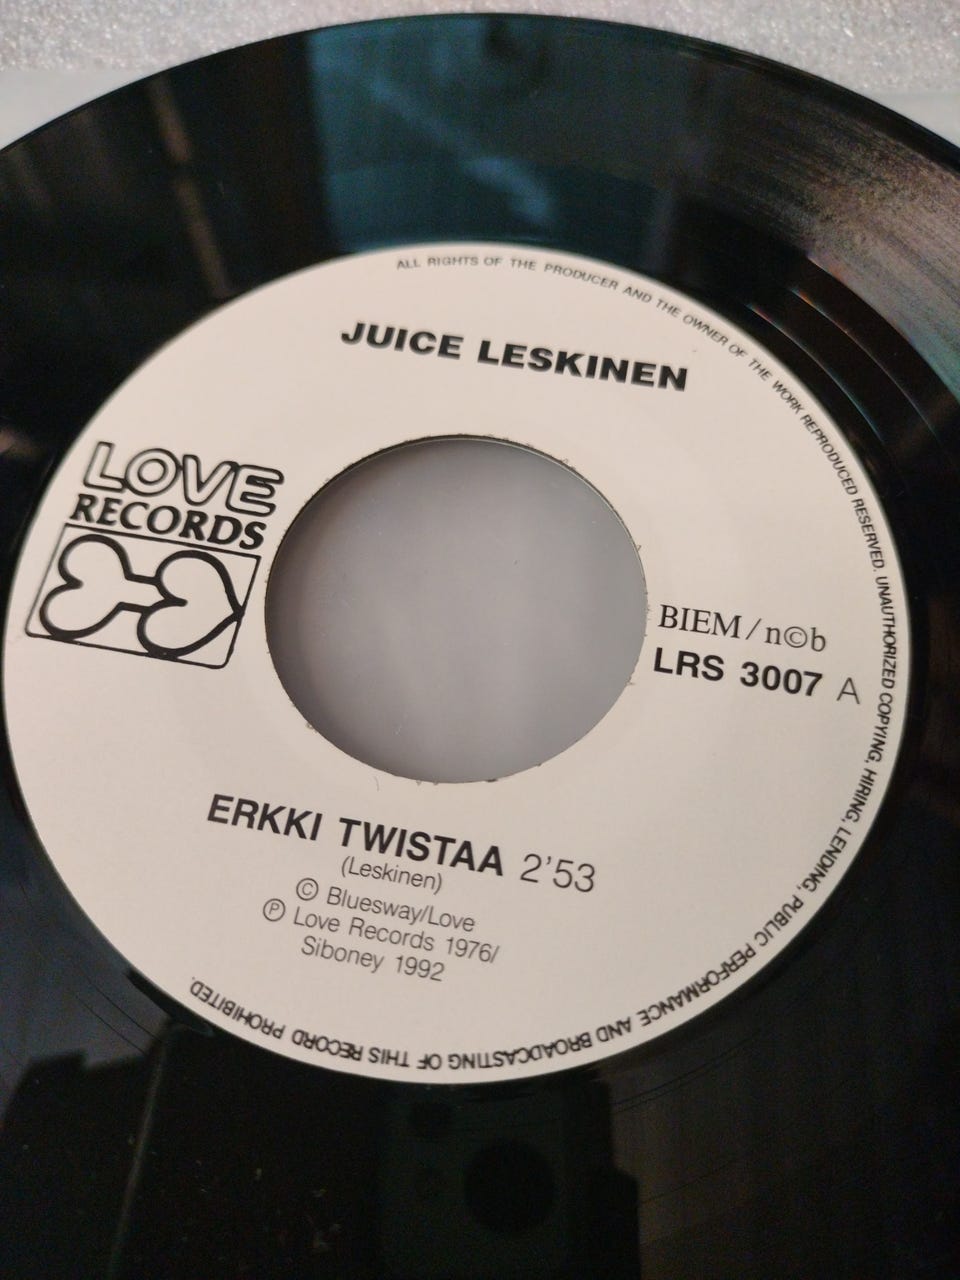 ALL RIGHTS OF THE PRODUCER AND THE OWNER OF THE WORK REPRODUCED RESERVED. UNAUTHORIZED COPYING, HIRING, LENDING, PUBLIC PERFORMANCE AND BROADCASTING OF THIS RECORD PROHIBITED.
JUICE LESKINEN
LOVE
RECORDS
BIEM/n©b
LRS 3007 A
ERKKI TWISTAA 2'53
(Leskinen)
© Bluesway/Love
℗ Love Records 1976/
Siboney 1992